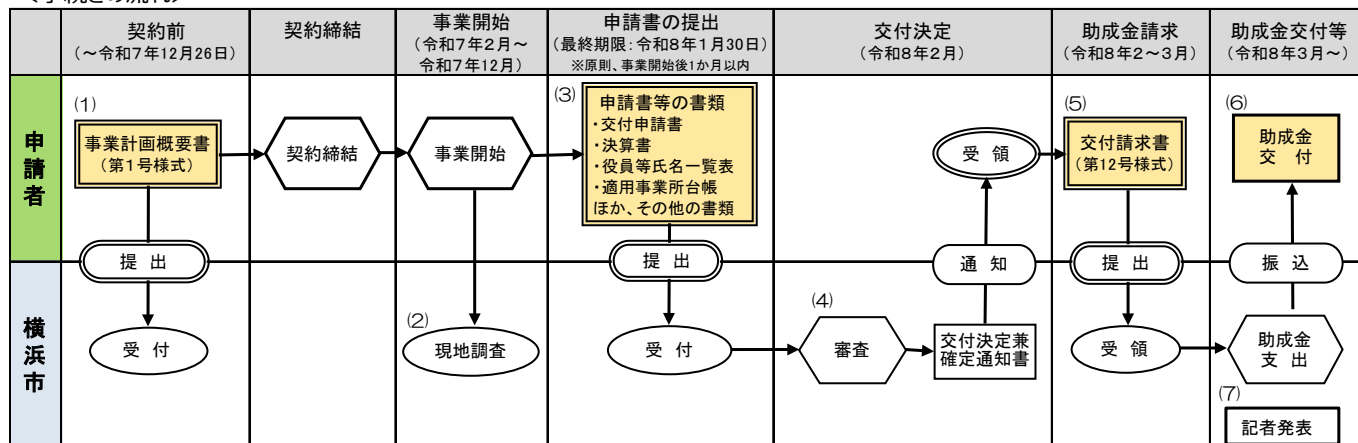 契約前
(～令和7年12月26日)
契約締結
事業開始
(令和7年2月～
令和7年12月)
申請書の提出
(最終期限:令和8年1月30日)
※原則、事業開始後1か月以内
交付決定
(令和8年2月)
助成金請求
(令和8年2～3月)
助成金交付等
(令和8年3月～)
申請者
(1)
事業計画概要書
(第1号様式)
契約締結
事業開始
(3)
申請書等の書類
・交付申請書
・決算書
・役員等氏名一覧表
・適用事業所台帳
ほか、その他の書類
受領
(5)
交付請求書
(第12号様式)
(6)
助成金
交付
提出
提出
通知
提出
振込
横浜市
受付
(2)
現地調査
受付
(4)
審査
交付決定兼
確定通知書
受領
助成金
支出
(7)
記者発表